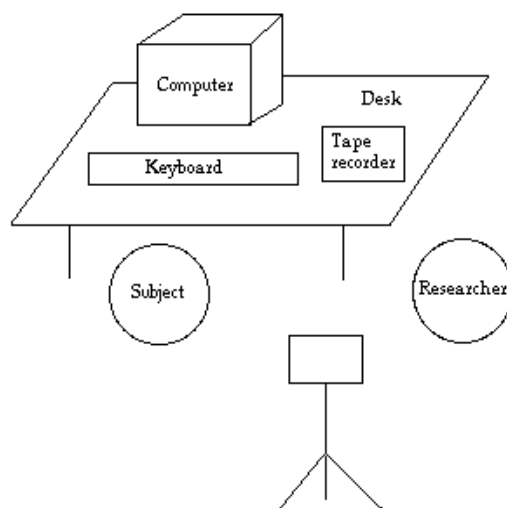 Computer
Desk
Tape
recorder
Keyboard
Subject
Researcher